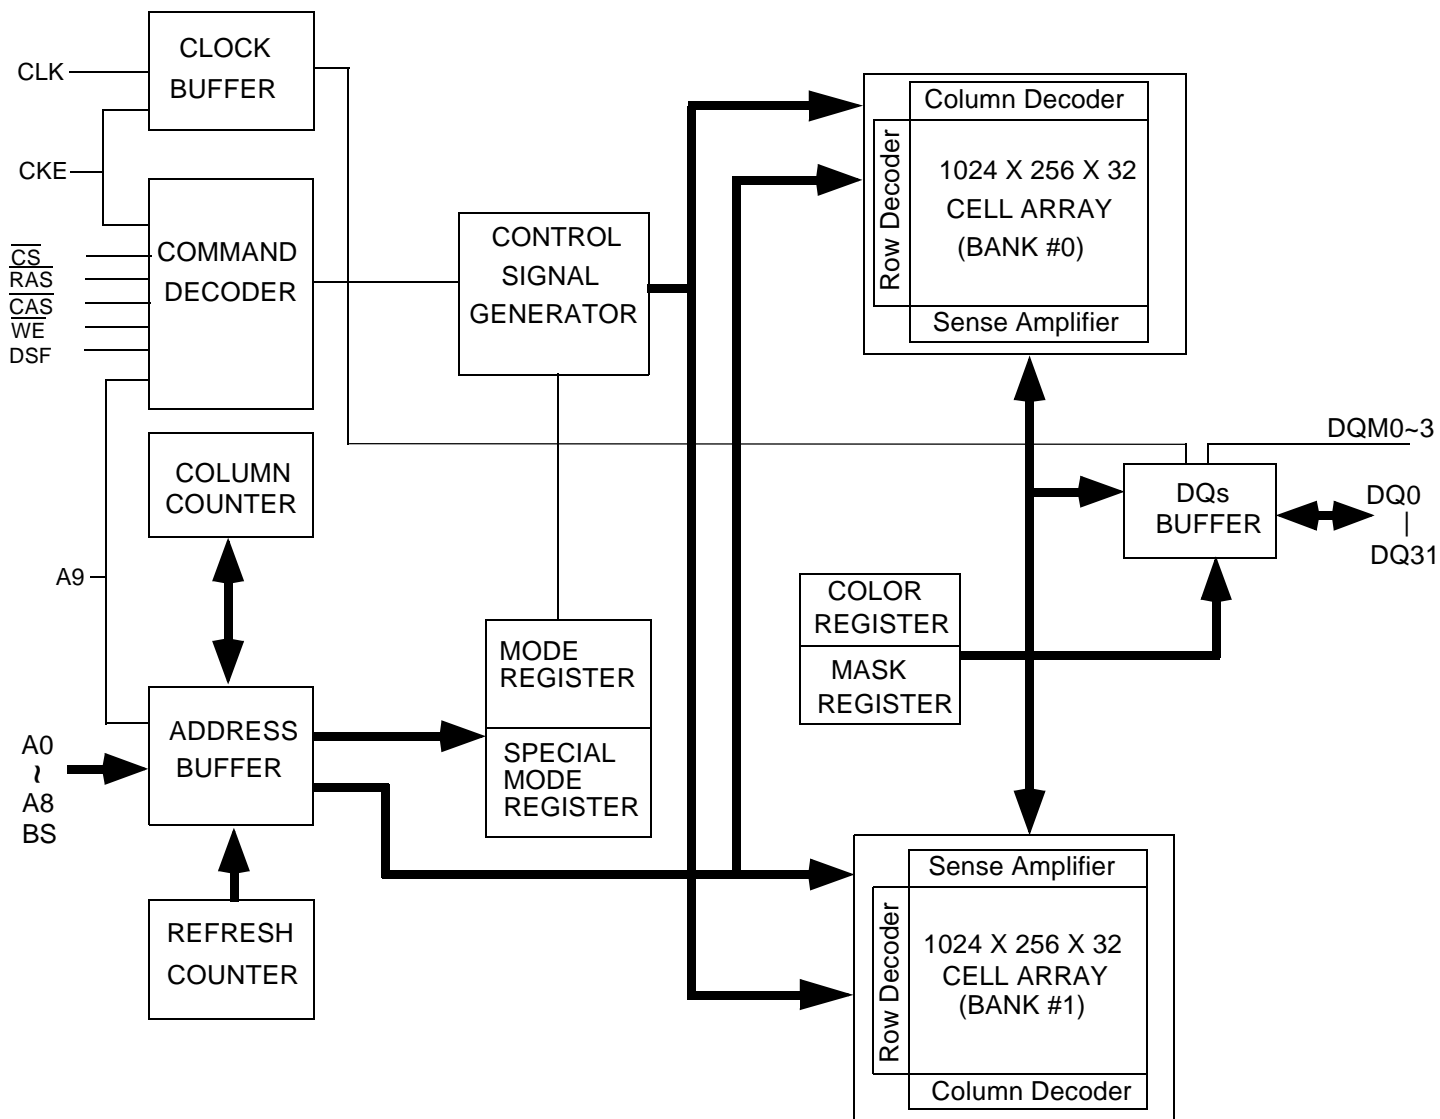 CLK
CLOCK
BUFFER
CKE
CS
RAS
CAS
WE
DSF
COMMAND
DECODER
CONTROL
SIGNAL
GENERATOR
Column Decoder
Row Decoder
1024 X 256 X 32
CELL ARRAY
(BANK #0)
Sense Amplifier
COLUMN
COUNTER
A9
DQM0~3
DQs
BUFFER
DQ0
|
DQ31
COLOR
REGISTER
MASK
REGISTER
MODE
REGISTER
SPECIAL
MODE
REGISTER
A0
~
A8
BS
ADDRESS
BUFFER
REFRESH
COUNTER
Sense Amplifier
Row Decoder
1024 X 256 X 32
CELL ARRAY
(BANK #1)
Column Decoder